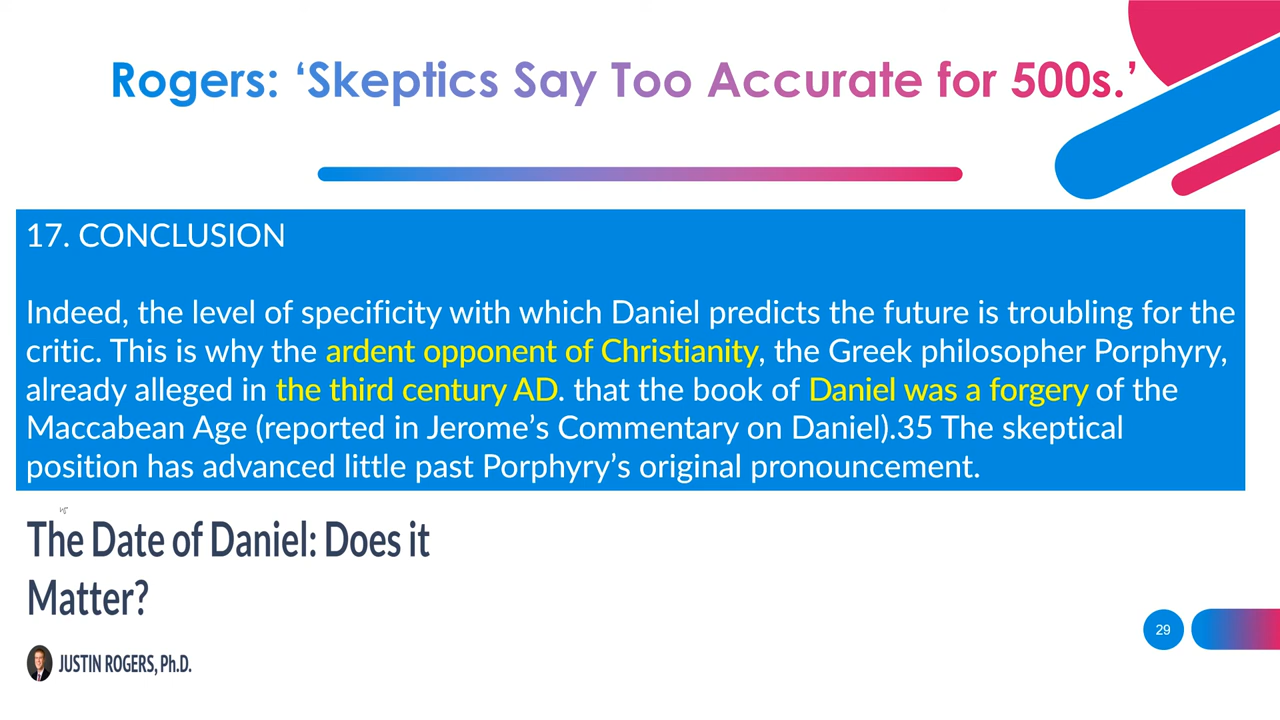 Rogers: ‘Skeptics Say Too Accurate for 500s.’
17. CONCLUSION
Indeed, the level of specificity with which Daniel predicts the future is troubling for the
critic. This is why the ardent opponent of Christianity, the Greek philosopher Porphyry,
already alleged in the third century AD. that the book of Daniel was a forgery of the
Maccabean Age (reported in Jerome’s Commentary on Daniel).35 The skeptical
position has advanced little past Porphyry’s original pronouncement.
The Date of Daniel: Does it
Matter?
JUSTIN ROGERS, Ph.D.
29